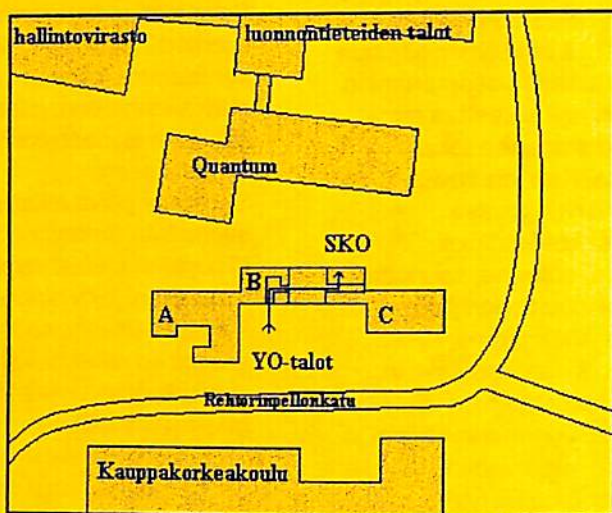 hallintovirasto
luonnontieteiden talot
Quantum
SKO
B
A
C
YO-talot
Rehtorinpellonkatu
Kauppakorkeakoulu